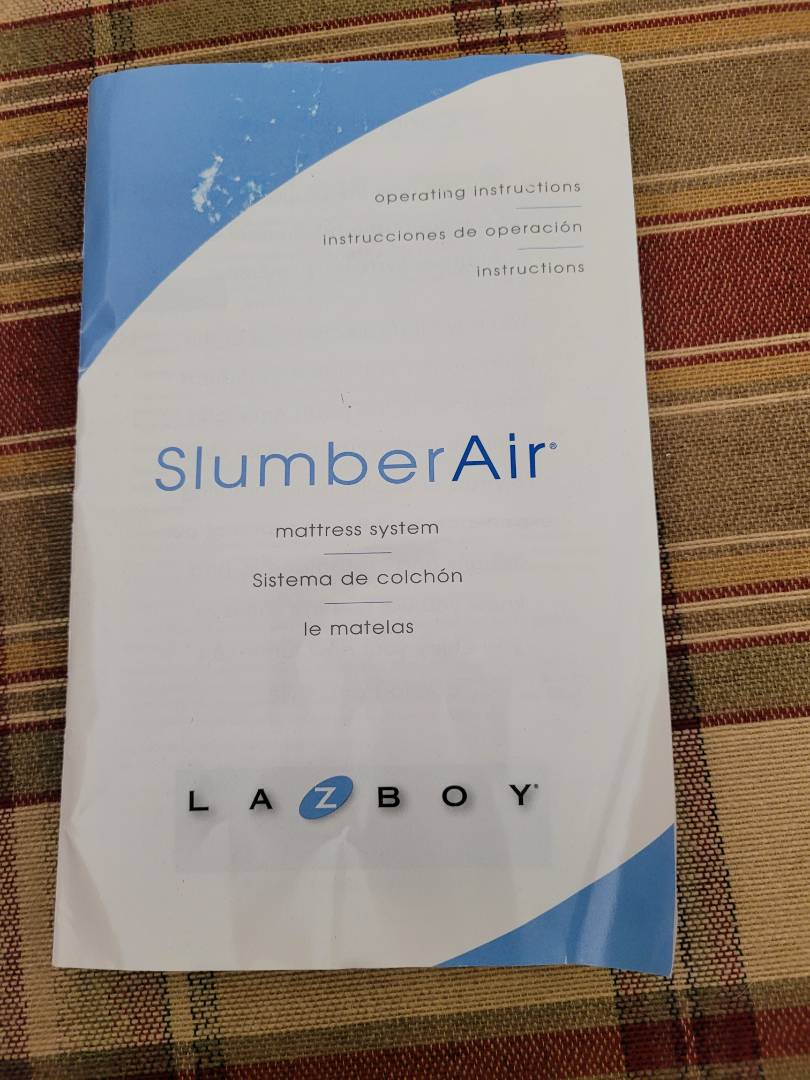 operating instructions
instrucciones de operación
instructions
SlumberAir®
mattress system
Sistema de colchón
le matelas
LAZBOY®